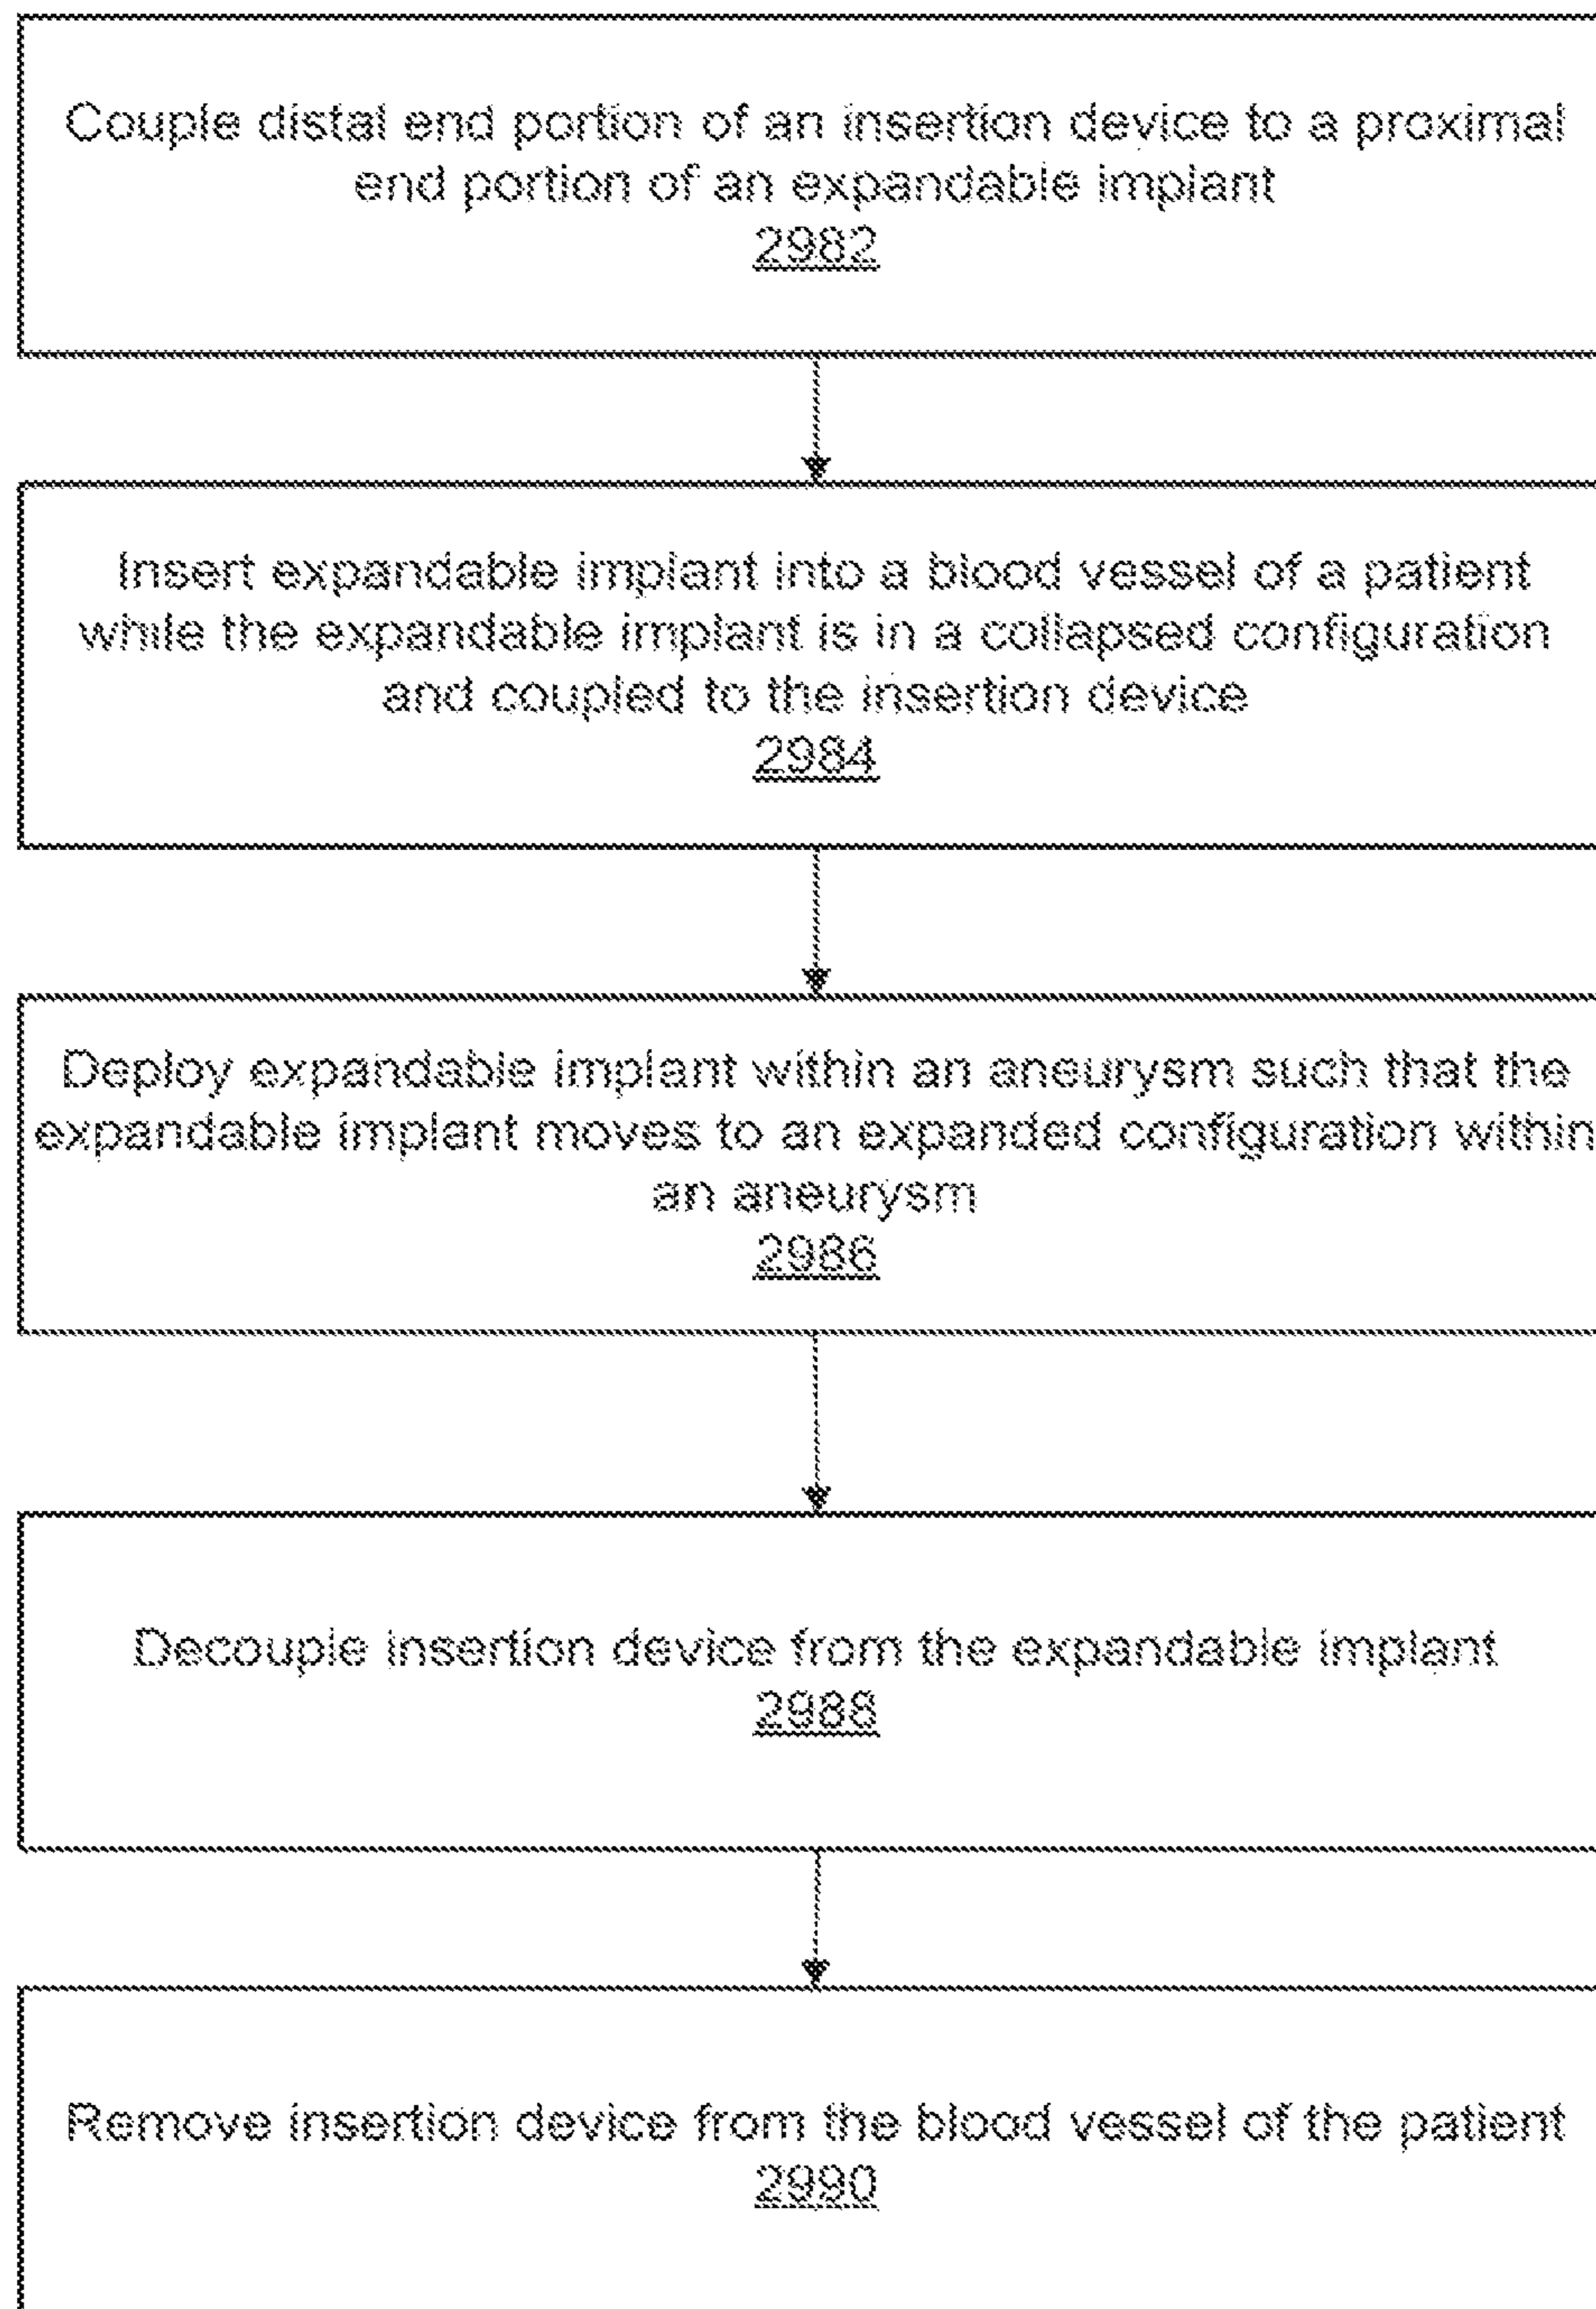 Couple distal end portion of an insertion device to a proximal
end portion of an expandable implant
2982
Insert expandable implant into a blood vessel of a patient
while the expandable implant is in a collapsed configuration
and coupled to the insertion device
2984
Deploy expandable implant within an aneurysm such that the
expandable implant moves to an expanded configuration within
an aneurysm
2986
Decouple insertion device from the expandable implant
2988
Remove insertion device from the blood vessel of the patient
2990